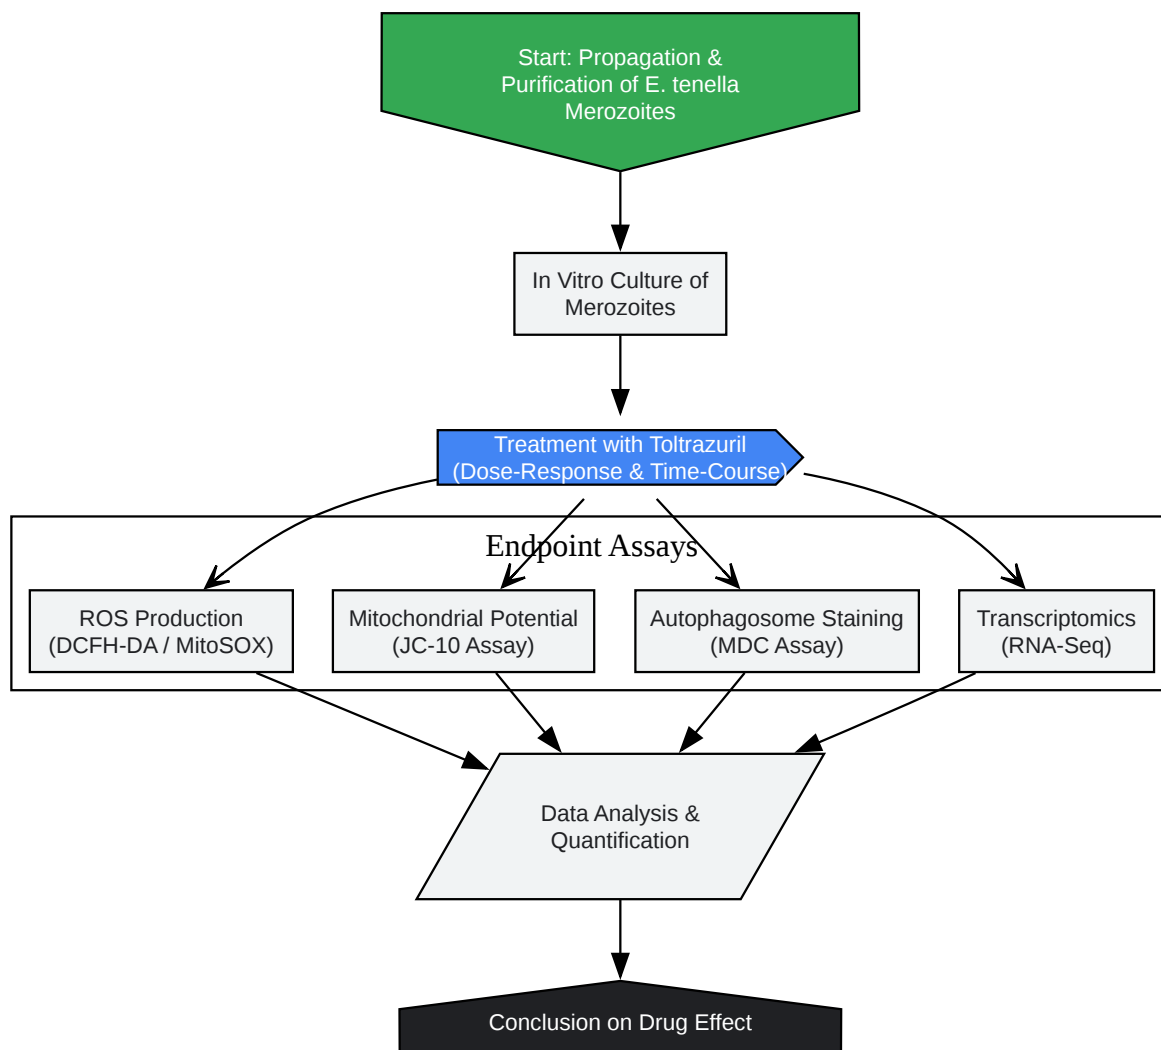 Start: Propagation &
Purification of E. tenella
Merozoites
In Vitro Culture of
Merozoites
Treatment with Toltrazuril
(Dose-Response & Time-Course)
Endpoint Assays
ROS Production
(DCFH-DA / MitoSOX)
Mitochondrial Potential
(JC-10 Assay)
Autophagosome Staining
(MDC Assay)
Transcriptomics
(RNA-Seq)
Data Analysis &
Quantification
Conclusion on Drug Effect